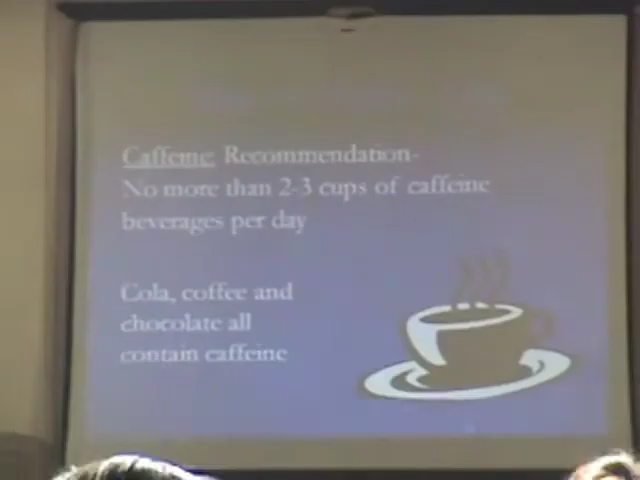 Caffeine Recommendation-
No more than 2-3 cups of caffeine
beverages per day
Cola, coffee and
chocolate all
contain caffeine